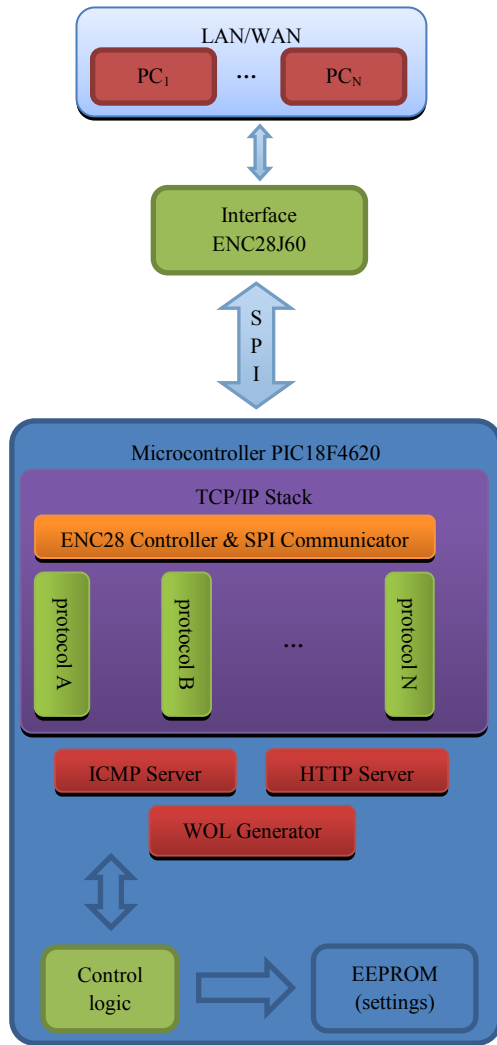 LAN/WAN
PC1 ... PCN
Interface
ENC28J60
S
P
I
Microcontroller PIC18F4620
TCP/IP Stack
ENC28 Controller & SPI Communicator
protocol A
protocol B
...
protocol N
ICMP Server
HTTP Server
WOL Generator
Control
logic
EEPROM
(settings)